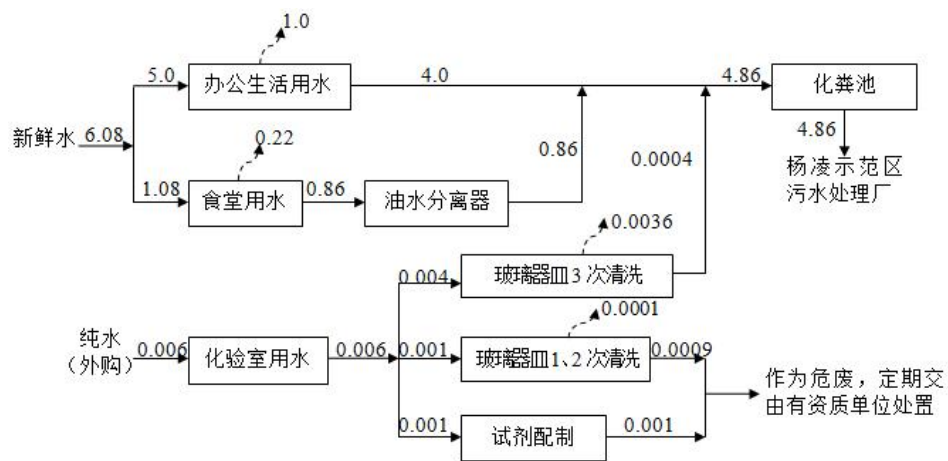 1.0
5.0
办公生活用水
4.0
4.86
化粪池
新鲜水
6.08
0.22
0.86
0.0004
4.86
1.08
食堂用水
0.86
油水分离器
杨凌示范区
污水处理厂
0.0036
0.004
玻璃器皿3次清洗
0.0001
纯水
（外购）
0.006
化验室用水
0.006
0.001
玻璃器皿1、2次清洗
0.0009
作为危废，定期交
由有资质单位处置
0.001
试剂配制
0.001